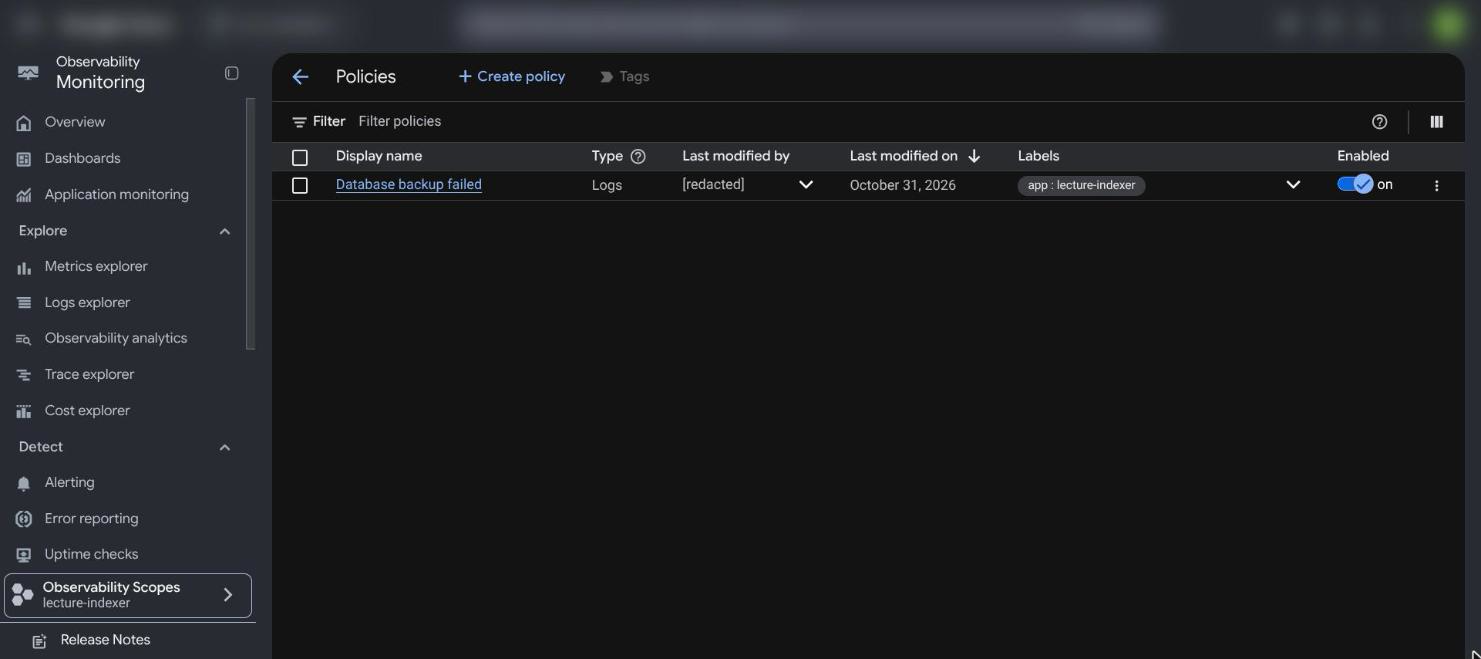 Observability
Monitoring
Overview
Dashboards
Application monitoring
Explore
Metrics explorer
Logs explorer
Observability analytics
Trace explorer
Cost explorer
Detect
Alerting
Error reporting
Uptime checks
Observability Scopes
lecture-indexer
Release Notes
Policies + Create policy Tags
Filter Filter policies
Display name Type Last modified by Last modified on Labels Enabled
Database backup failed Logs [redacted] October 31, 2026 app : lecture-indexer on